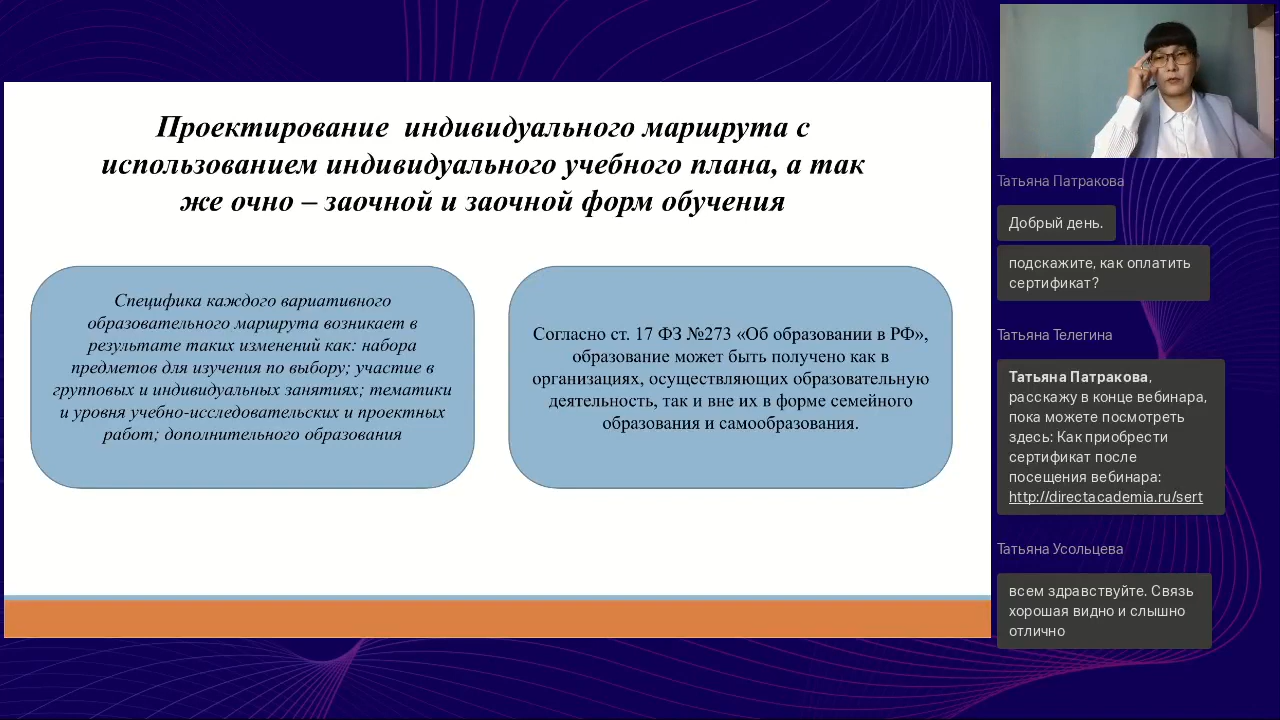 Проектирование индивидуального маршрута с
использованием индивидуального учебного плана, а так
же очно – заочной и заочной форм обучения
Специфика каждого вариативного
образовательного маршрута возникает в
результате таких изменений как: набора
предметов для изучения по выбору; участие в
групповых и индивидуальных занятиях; тематики
и уровня учебно-исследовательских и проектных
работ; дополнительного образования
Согласно ст. 17 ФЗ №273 «Об образовании в РФ»,
образование может быть получено как в
организациях, осуществляющих образовательную
деятельность, так и вне их в форме семейного
образования и самообразования.
Татьяна Патракова
Добрый день.
подскажите, как оплатить
сертификат?
Татьяна Телегина
Татьяна Патракова,
расскажу в конце вебинара,
пока можете посмотреть
здесь: Как приобрести
сертификат после
посещения вебинара:
http://directacademia.ru/sert
Татьяна Усольцева
всем здравствуйте. Связь
хорошая видно и слышно
отлично